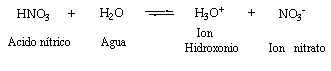 HNO₃ + H₂O ⇌ H₃O⁺ + NO₃⁻
Acido nítrico Agua Ion Hidroxonio Ion nitrato